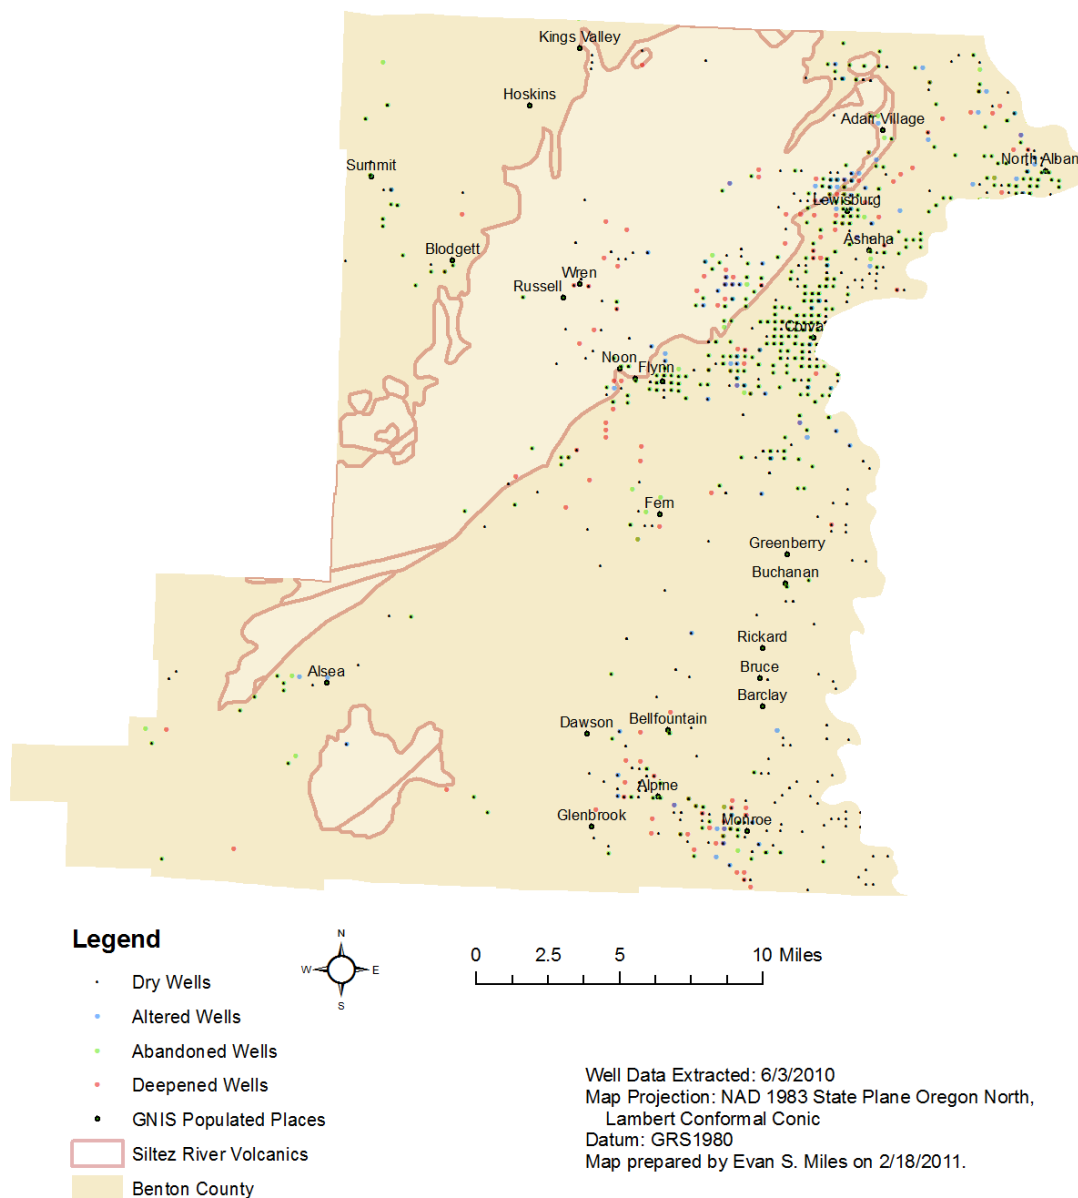 Kings Valley
Hoskins
Adair Village
Summit
North Alban
Lewisburg
Ashaha
Blodgett
Wren
Russell
Corva
Noon
Flynn
Fern
Greenberry
Buchanan
Rickard
Alsea
Bruce
Barclay
Dawson
Bellfountain
Alpine
Glenbrook
Monroe
Legend
N
W
E
S
0
2.5
5
10 Miles
Dry Wells
Altered Wells
Abandoned Wells
Deepened Wells
GNIS Populated Places
Siltez River Volcanics
Benton County
Well Data Extracted: 6/3/2010
Map Projection: NAD 1983 State Plane Oregon North,
Lambert Conformal Conic
Datum: GRS1980
Map prepared by Evan S. Miles on 2/18/2011.